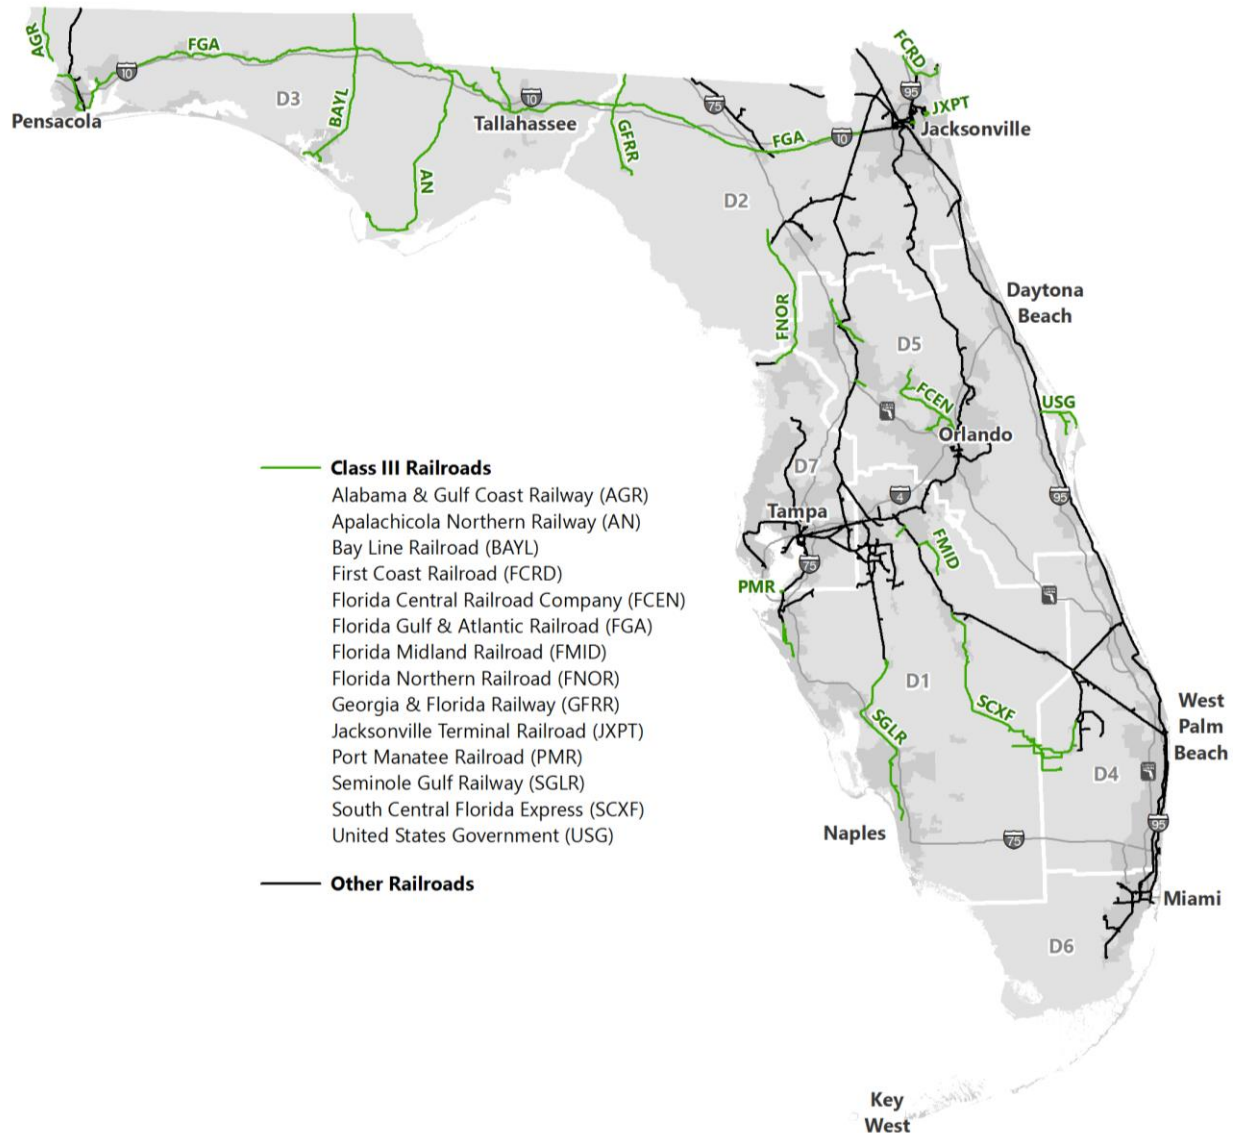 AGR
FGA
10
D3
BAYL
Pensacola
AN
10
Tallahassee
GFRR
75
FGA
10
FCRD
95
JXPT
Jacksonville
D2
Daytona
Beach
FNOR
D5
FCEN
USG
Orlando
D7
4
95
Tampa
75
FMID
PMR
D1
SGLR
SCXF
West
Palm
Beach
D4
Naples
75
95
Miami
D6
Key
West
Class III Railroads
Alabama & Gulf Coast Railway (AGR)
Apalachicola Northern Railway (AN)
Bay Line Railroad (BAYL)
First Coast Railroad (FCRD)
Florida Central Railroad Company (FCEN)
Florida Gulf & Atlantic Railroad (FGA)
Florida Midland Railroad (FMID)
Florida Northern Railroad (FNOR)
Georgia & Florida Railway (GFRR)
Jacksonville Terminal Railroad (JXPT)
Port Manatee Railroad (PMR)
Seminole Gulf Railway (SGLR)
South Central Florida Express (SCXF)
United States Government (USG)
Other Railroads